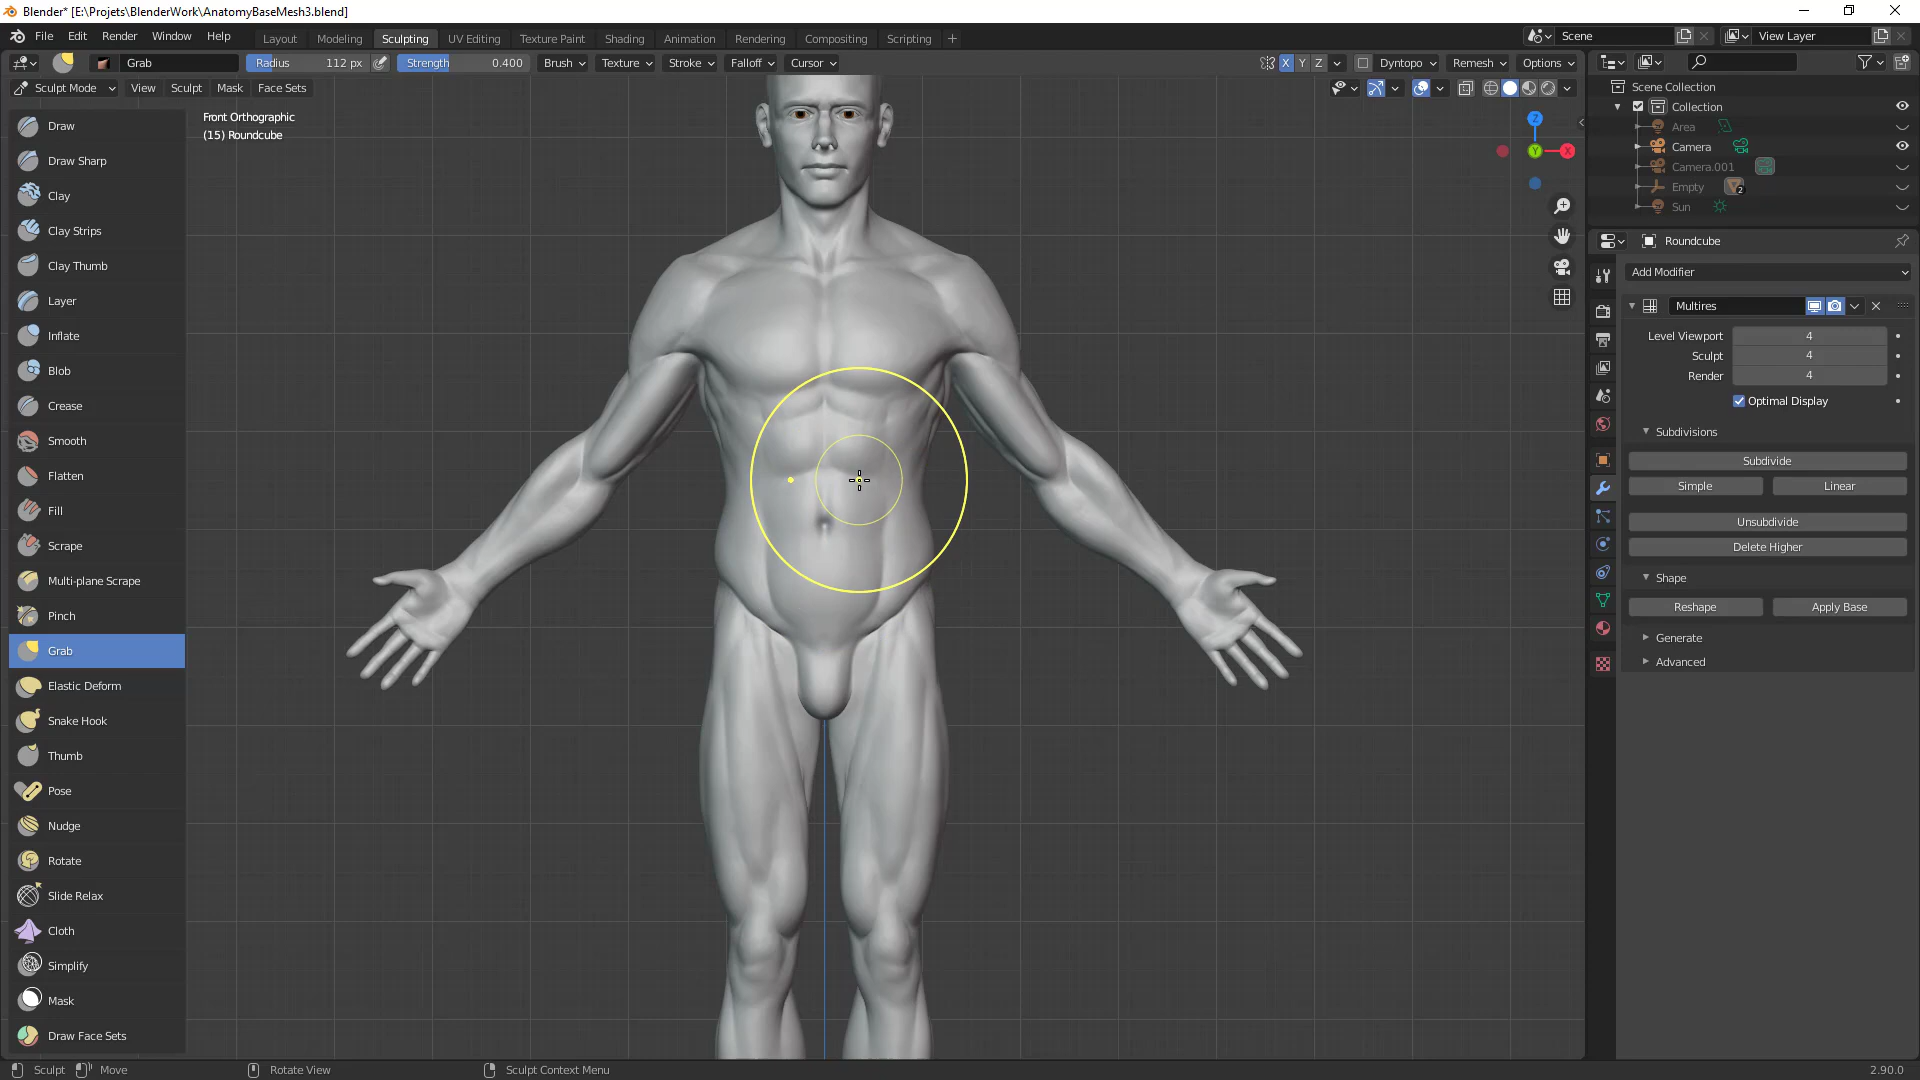 Blender* [E:\Projets\BlenderWork\AnatomyBaseMesh3.blend]
File Edit Render Window Help Layout Modeling Sculpting UV Editing Texture Paint Shading Animation Rendering Compositing Scripting + Scene View Layer
Grab Radius 112 px Strength 0.400 Brush Texture Stroke Falloff Cursor X Y Z Dyntopo Remesh Options
Sculpt Mode View Sculpt Mask Face Sets
Front Orthographic
(15) Roundcube
Draw
Draw Sharp
Clay
Clay Strips
Clay Thumb
Layer
Inflate
Blob
Crease
Smooth
Flatten
Fill
Scrape
Multi-plane Scrape
Pinch
Grab
Elastic Deform
Snake Hook
Thumb
Pose
Nudge
Rotate
Slide Relax
Cloth
Simplify
Mask
Draw Face Sets
Z
Y X
Scene Collection
Collection
Area
Camera
Camera.001
Empty 2
Sun
Roundcube
Add Modifier
Multires
Level Viewport 4
Sculpt 4
Render 4
Optimal Display
Subdivisions
Subdivide
Simple Linear
Unsubdivide
Delete Higher
Shape
Reshape Apply Base
Generate
Advanced
Sculpt Move Rotate View Sculpt Context Menu 2.90.0